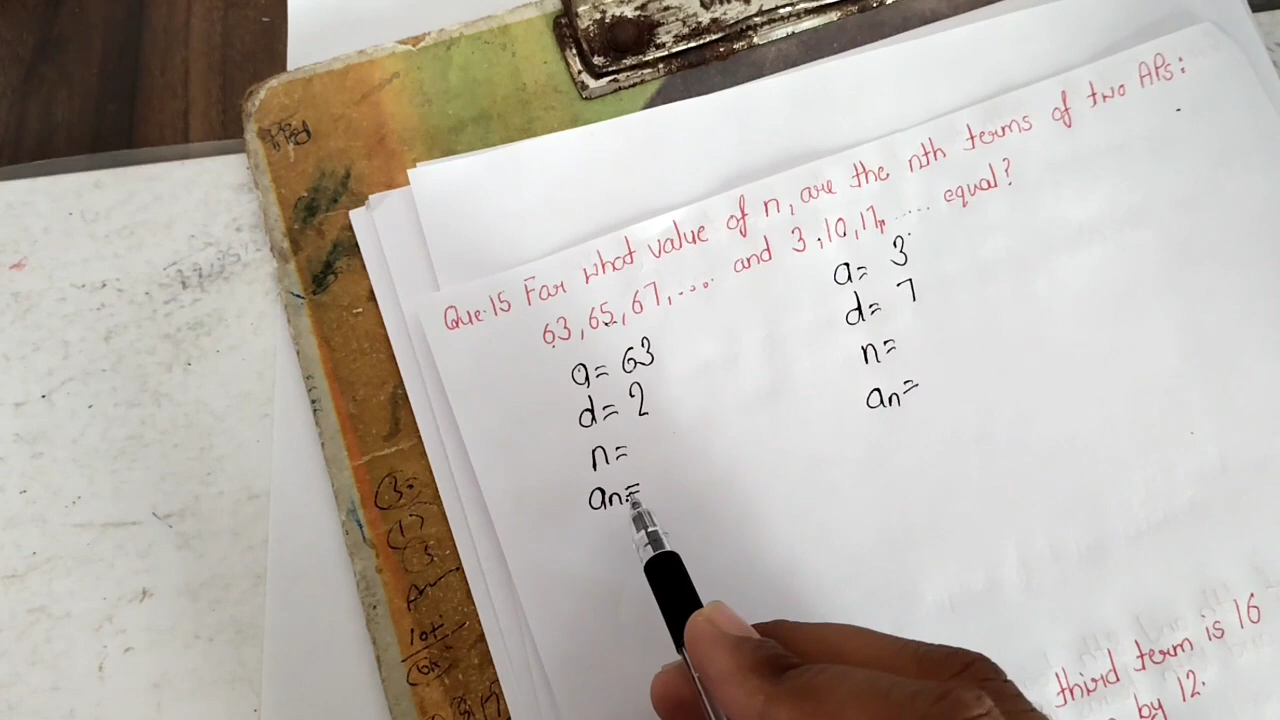 Que.15 For what value of n, are the nth terms of two APs:
63, 65, 67, .... and 3, 10, 17, .... equal?
a= 63
d= 2
n=
an=
a= 3
d= 7
n=
an=
third term is 16
by 12.